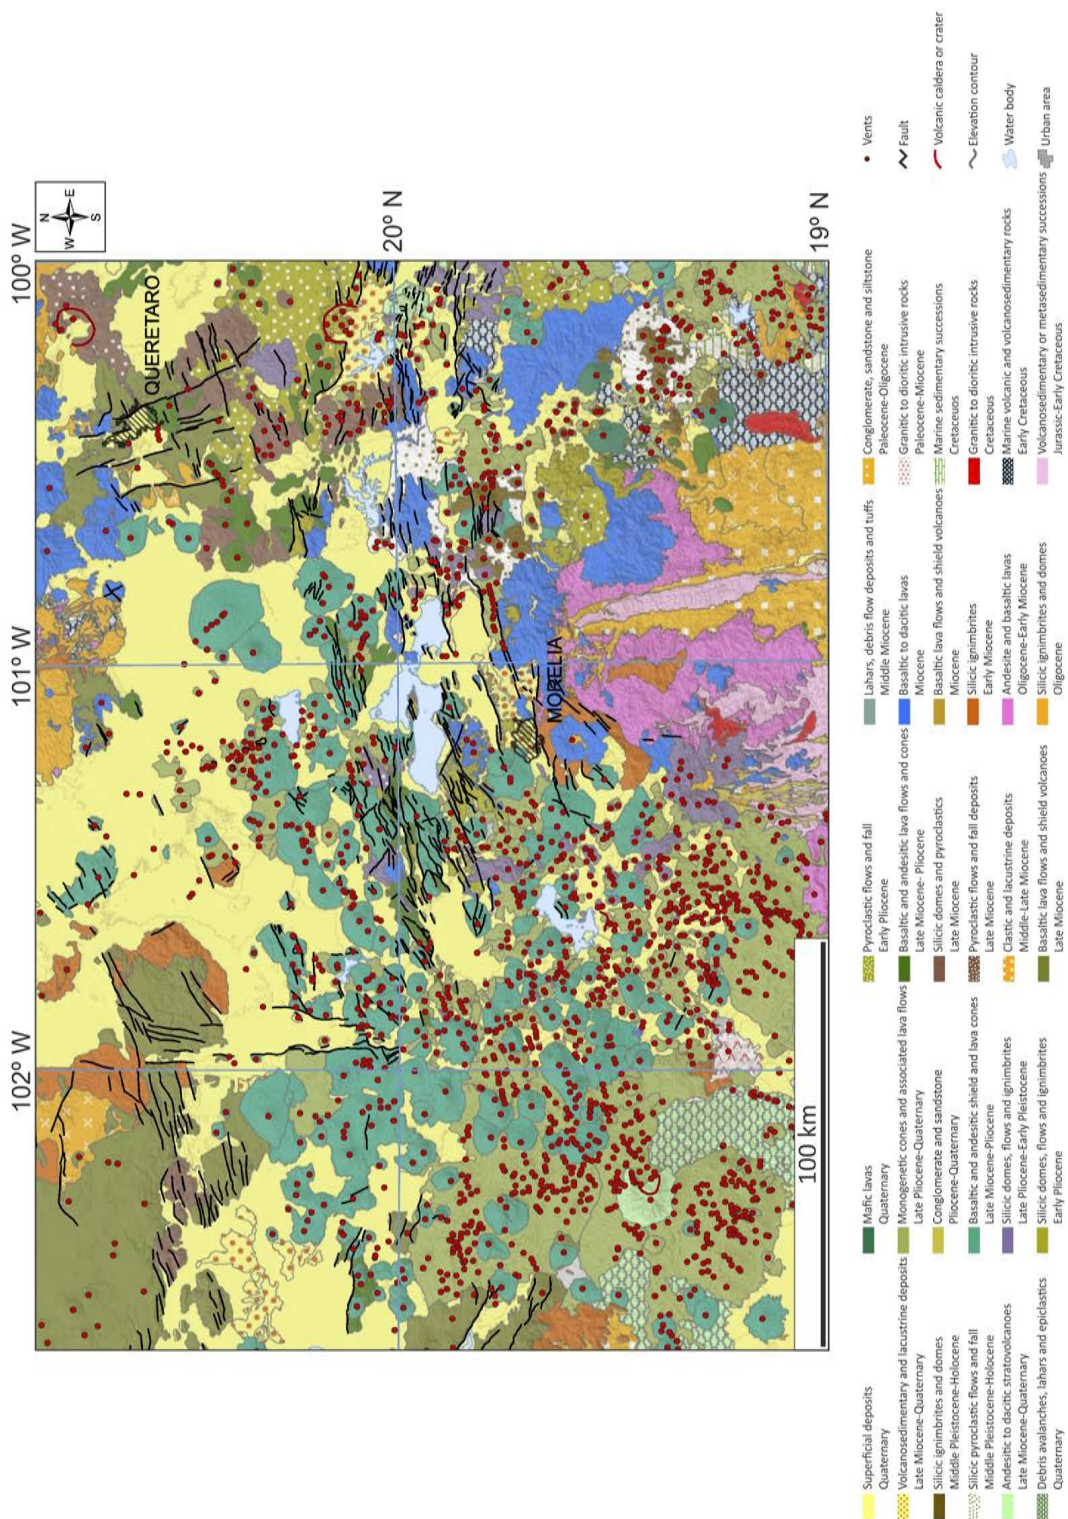 102º W
101º W
100º W
N
W
E
S
QUERETARO
20º N
MORELIA
19º N
100 km
Superficial deposits
Quaternary
Volcanosedimentary and lacustrine deposits
Late Miocene-Quaternary
Silicic ignimbrites and domes
Middle Pleistocene-Holocene
Silicic pyroclastic flows and fall
Middle Pleistocene-Holocene
Andesitic to dacitic stratovolcanoes
Late Miocene-Quaternary
Debris avalanches, lahars and epiclastics
Quaternary
Mafic lavas
Quaternary
Monogenetic cones and associated lava flows
Late Pliocene-Quaternary
Conglomerate and sandstone
Pliocene-Quaternary
Basaltic and andesitic shield and lava cones
Late Miocene-Pliocene
Silicic domes, flows and ignimbrites
Late Pliocene-Early Pleistocene
Silicic domes, flows and ignimbrites
Early Pliocene
Pyroclastic flows and fall
Early Pliocene
Basaltic and andesitic lava flows and cones
Late Miocene- Pliocene
Silicic domes and pyroclastics
Late Miocene
Pyroclastic flows and fall deposits
Late Miocene
Clastic and lacustrine deposits
Middle-Late Miocene
Basaltic lava flows and shield volcanoes
Late Miocene
Lahars, debris flow deposits and tuffs
Middle Miocene
Basaltic to dacitic lavas
Miocene
Basaltic lava flows and shield volcanoes
Miocene
Silicic ignimbrites
Early Miocene
Andesite and basaltic lavas
Oligocene-Early Miocene
Silicic ignimbrites and domes
Oligocene
Conglomerate, sandstone and siltstone
Paleocene-Oligocene
Granitic to dioritic intrusive rocks
Paleocene-Miocene
Marine sedimentary successions
Cretaceuos
Granitic to dioritic intrusive rocks
Cretaceous
Marine volcanic and volcanosedimentary rocks
Early Cretaceous
Volcanosedimentary or metasedimentary successions
Jurassic-Early Cretaceous
Vents
Fault
Volcanic caldera or crater
Elevation contour
Water body
Urban area